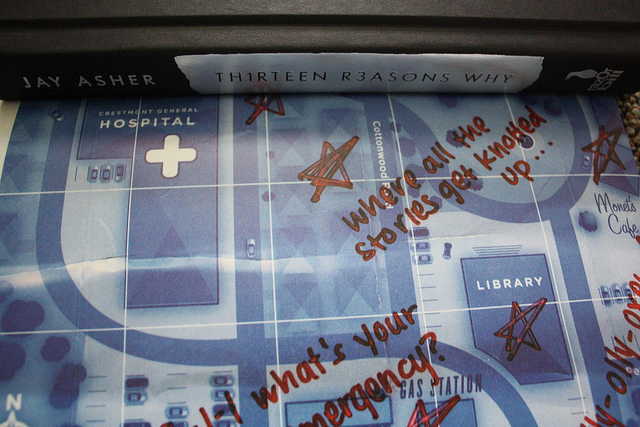 JAY ASHER THIRTEEN R3ASONS WHY
CRESTMONT GENERAL
HOSPITAL
Cottonwood
where all the
stories get knotted
up...
Monet's
Cafe
LIBRARY
what's your
GAS STATION
N